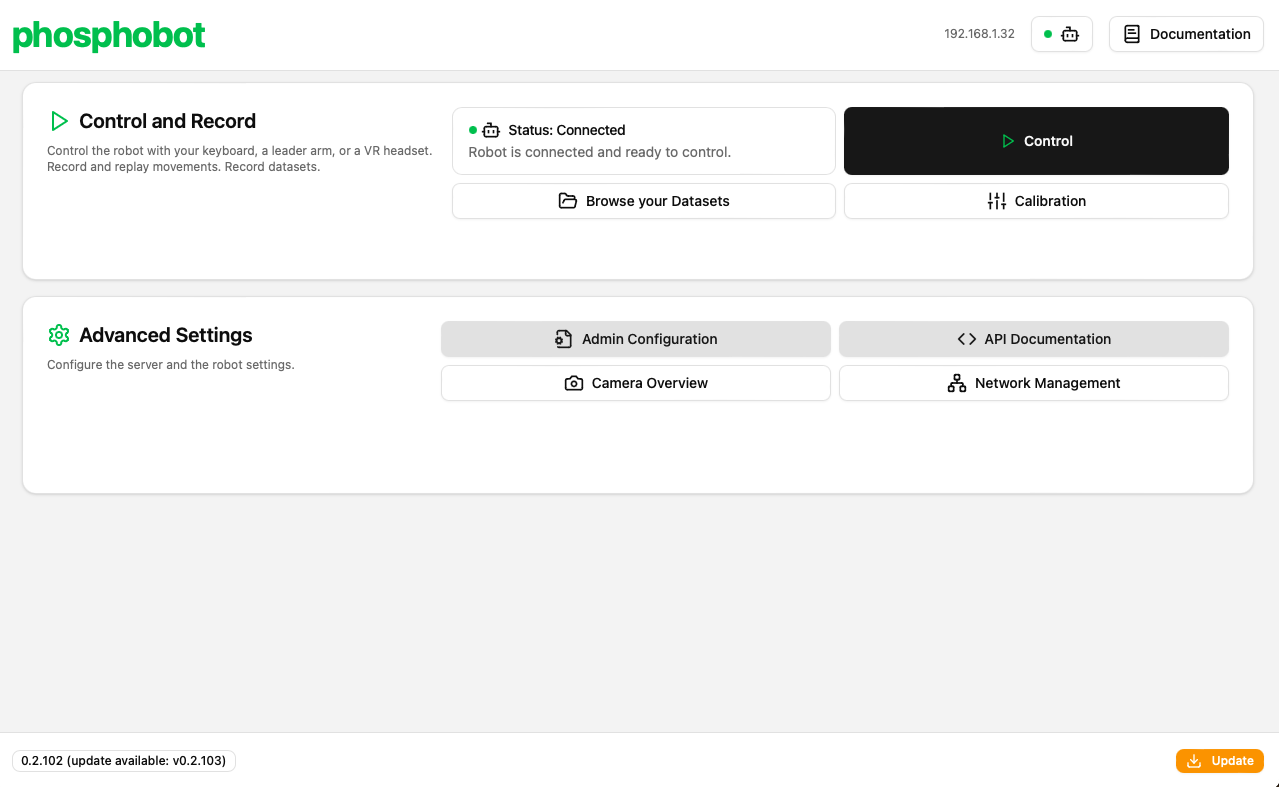 phosphobot
192.168.1.32
Documentation
Control and Record
Control the robot with your keyboard, a leader arm, or a VR headset.
Record and replay movements. Record datasets.
Status: Connected
Robot is connected and ready to control.
Control
Browse your Datasets
Calibration
Advanced Settings
Configure the server and the robot settings.
Admin Configuration
API Documentation
Camera Overview
Network Management
0.2.102 (update available: v0.2.103)
Update